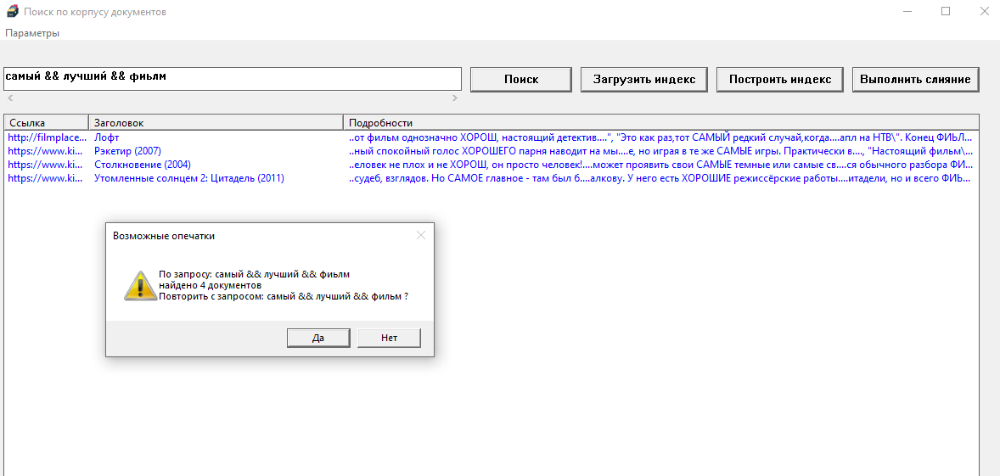 Поиск по корпусу документов
Параметры
самый && лучший && фиьлм
Поиск
Загрузить индекс
Построить индекс
Выполнить слияние
Ссылка Заголовок Подробности
http://filmplace... Лофт ..от фильм однозначно ХОРОШ, настоящий детектив....", "Это как раз,тот САМЫЙ редкий случай,когда....апл на НТВ\". Конец ФИЬЛ...
https://www.ki... Рэкетир (2007) ..ный спокойный голос ХОРОШЕГО парня наводит на мы....е, но играя в те же САМЫЕ игры. Практически в...., "Настоящий фильм\...
https://www.ki... Столкновение (2004) ..еловек не плох и не ХОРОШ, он просто человек!....может проявить свои САМЫЕ темные или самые св....ся обычного разбора ФИ...
https://www.ki... Утомленные солнцем 2: Цитадель (2011) ..судеб, взглядов. Но САМОЕ главное - там был б....алкову. У него есть ХОРОШИЕ режиссёрские работы....итадели, но и всего ФИЬ...
Возможные опечатки
По запросу: самый && лучший && фиьлм
найдено 4 документов
Повторить с запросом: самый && лучший && фильм ?
Да
Нет